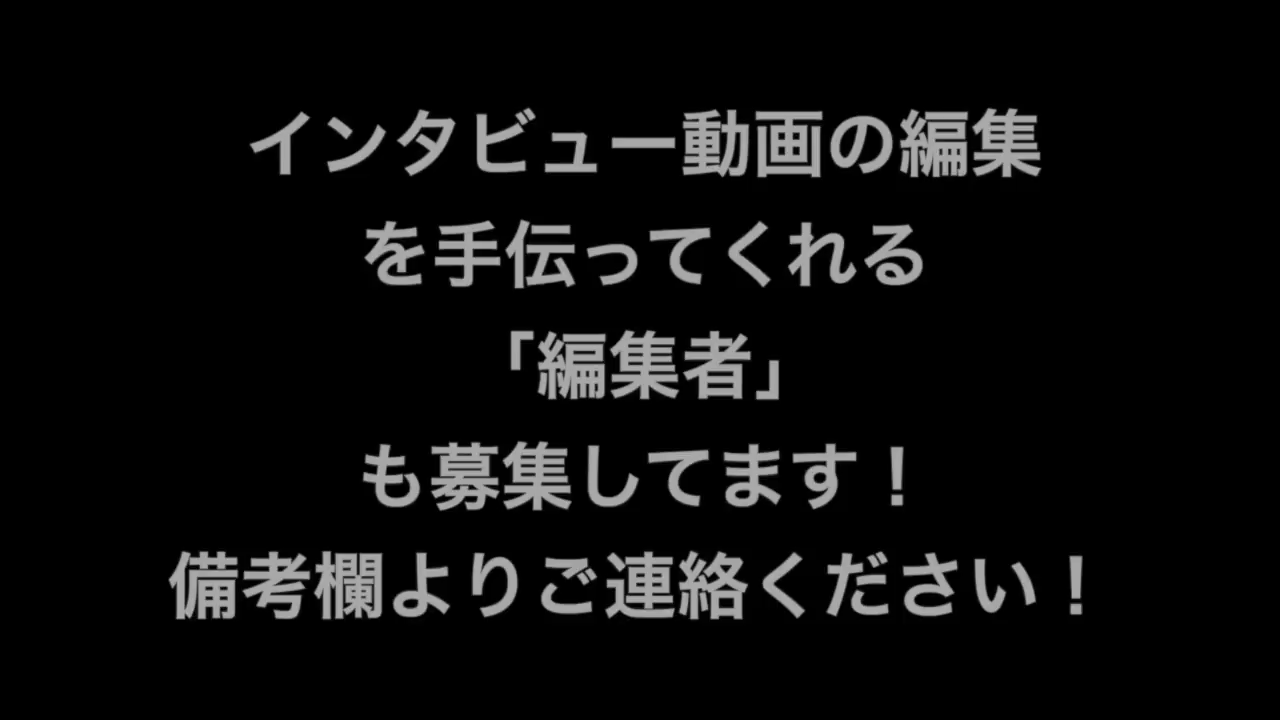 インタビュー動画の編集
を手伝ってくれる
「編集者」
も募集してます！
備考欄よりご連絡ください！